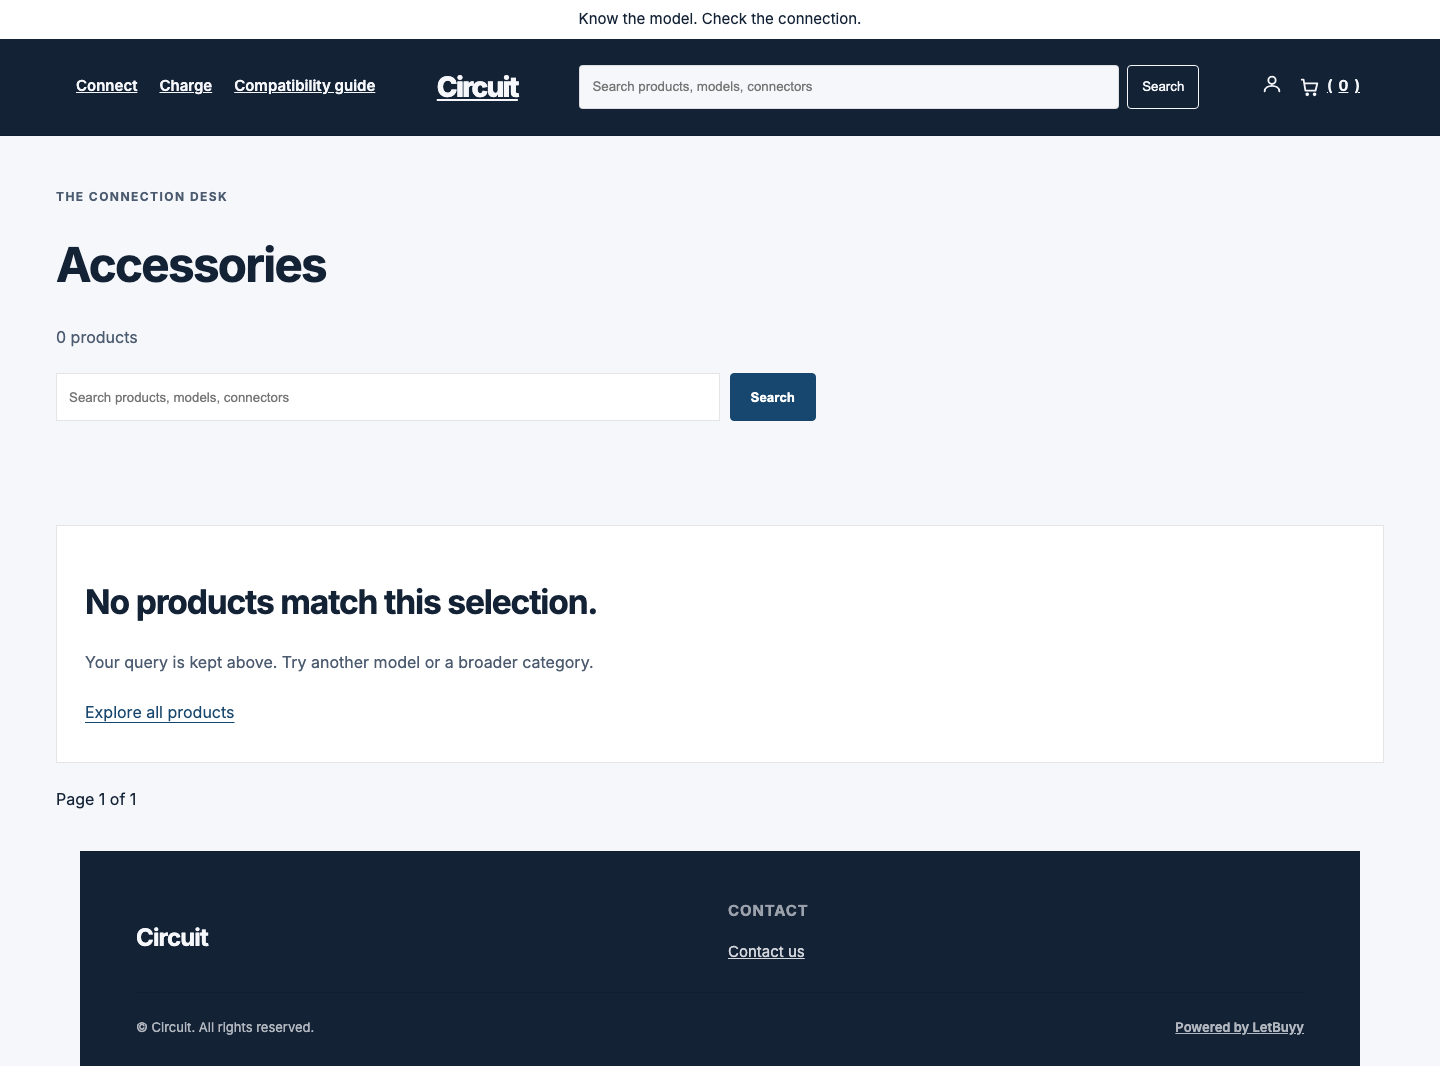 Know the model. Check the connection.
Connect
Charge
Compatibility guide
Circuit
Search products, models, connectors
Search
( 0 )
THE CONNECTION DESK
Accessories
0 products
Search products, models, connectors
Search
No products match this selection.
Your query is kept above. Try another model or a broader category.
Explore all products
Page 1 of 1
Circuit
CONTACT
Contact us
© Circuit. All rights reserved.
Powered by LetBuyy